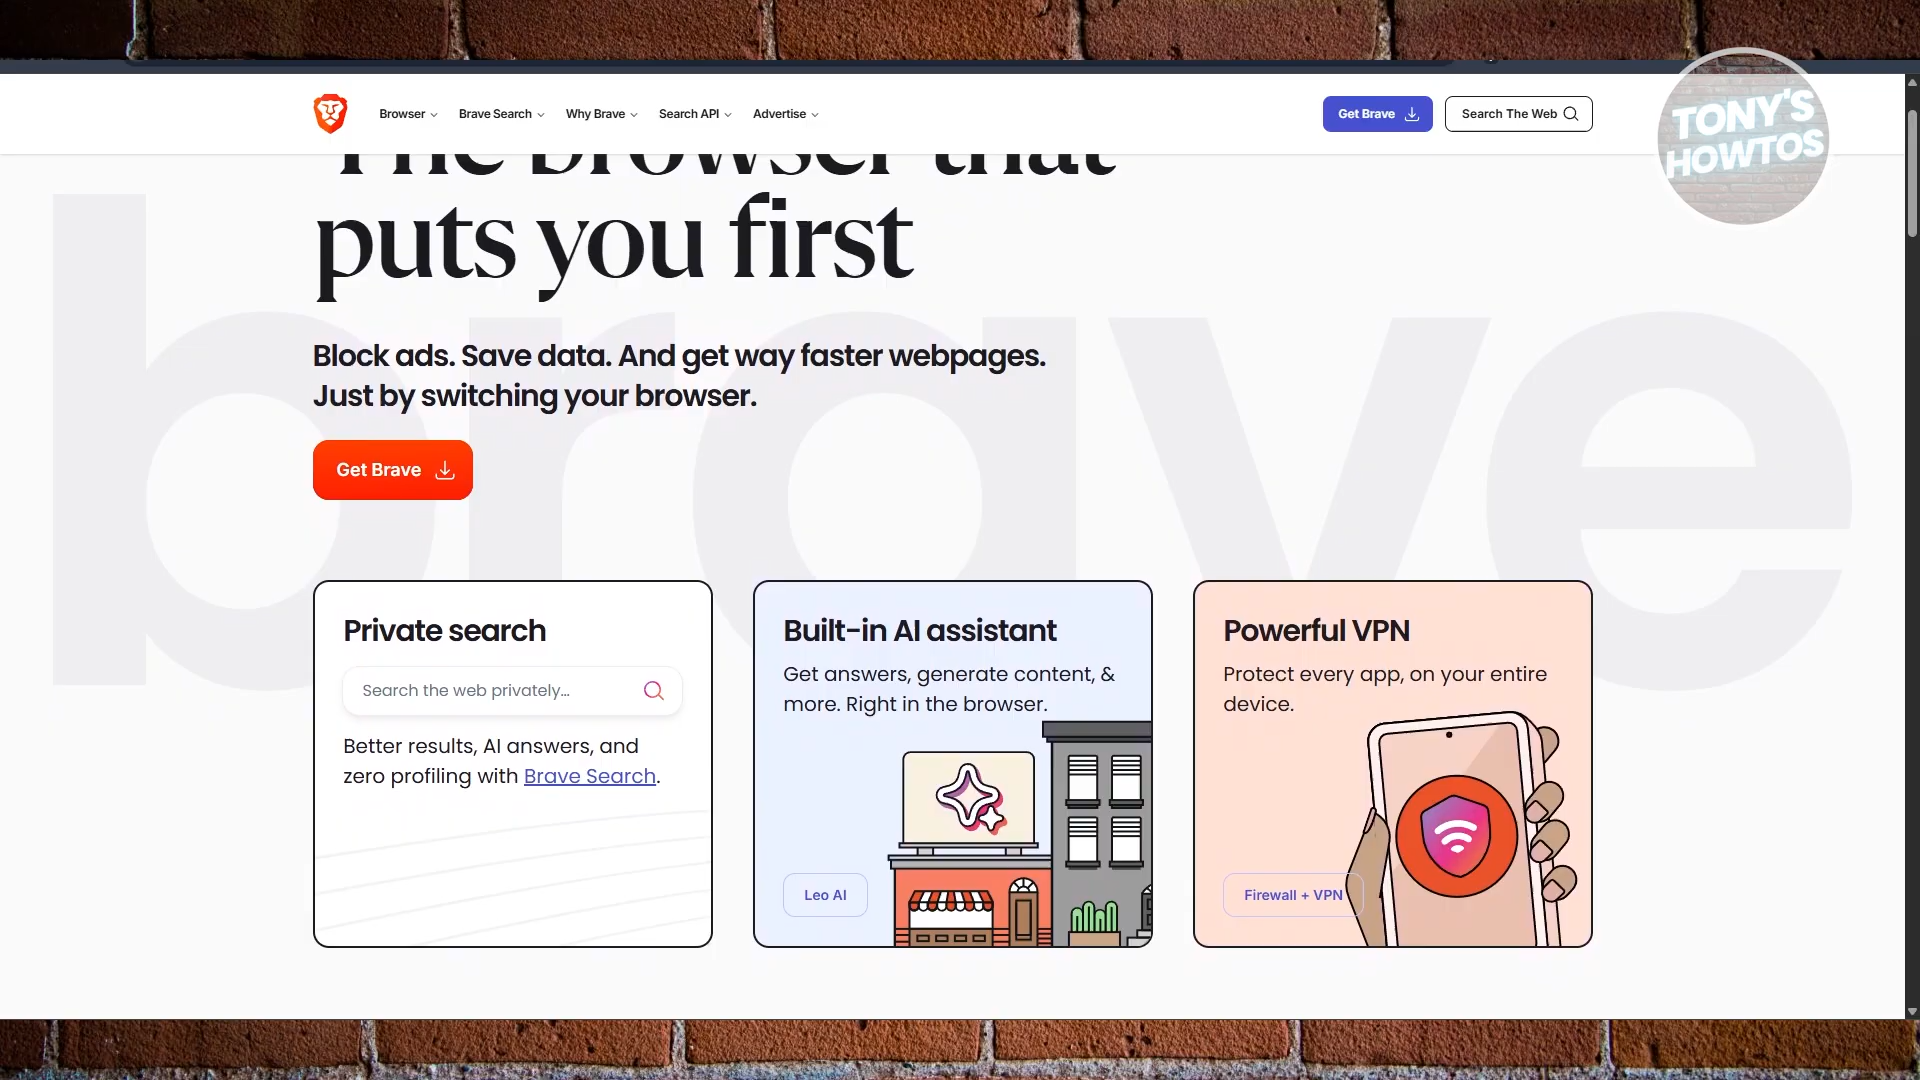 Browser
Brave Search
Why Brave
Search API
Advertise
Get Brave
Search The Web
TONY'S
HOWTOS
The browser that
puts you first
brave
Block ads. Save data. And get way faster webpages.
Just by switching your browser.
Get Brave
Private search
Search the web privately...
Better results, AI answers, and
zero profiling with Brave Search.
Built-in AI assistant
Get answers, generate content, &
more. Right in the browser.
Leo AI
Powerful VPN
Protect every app, on your entire
device.
Firewall + VPN